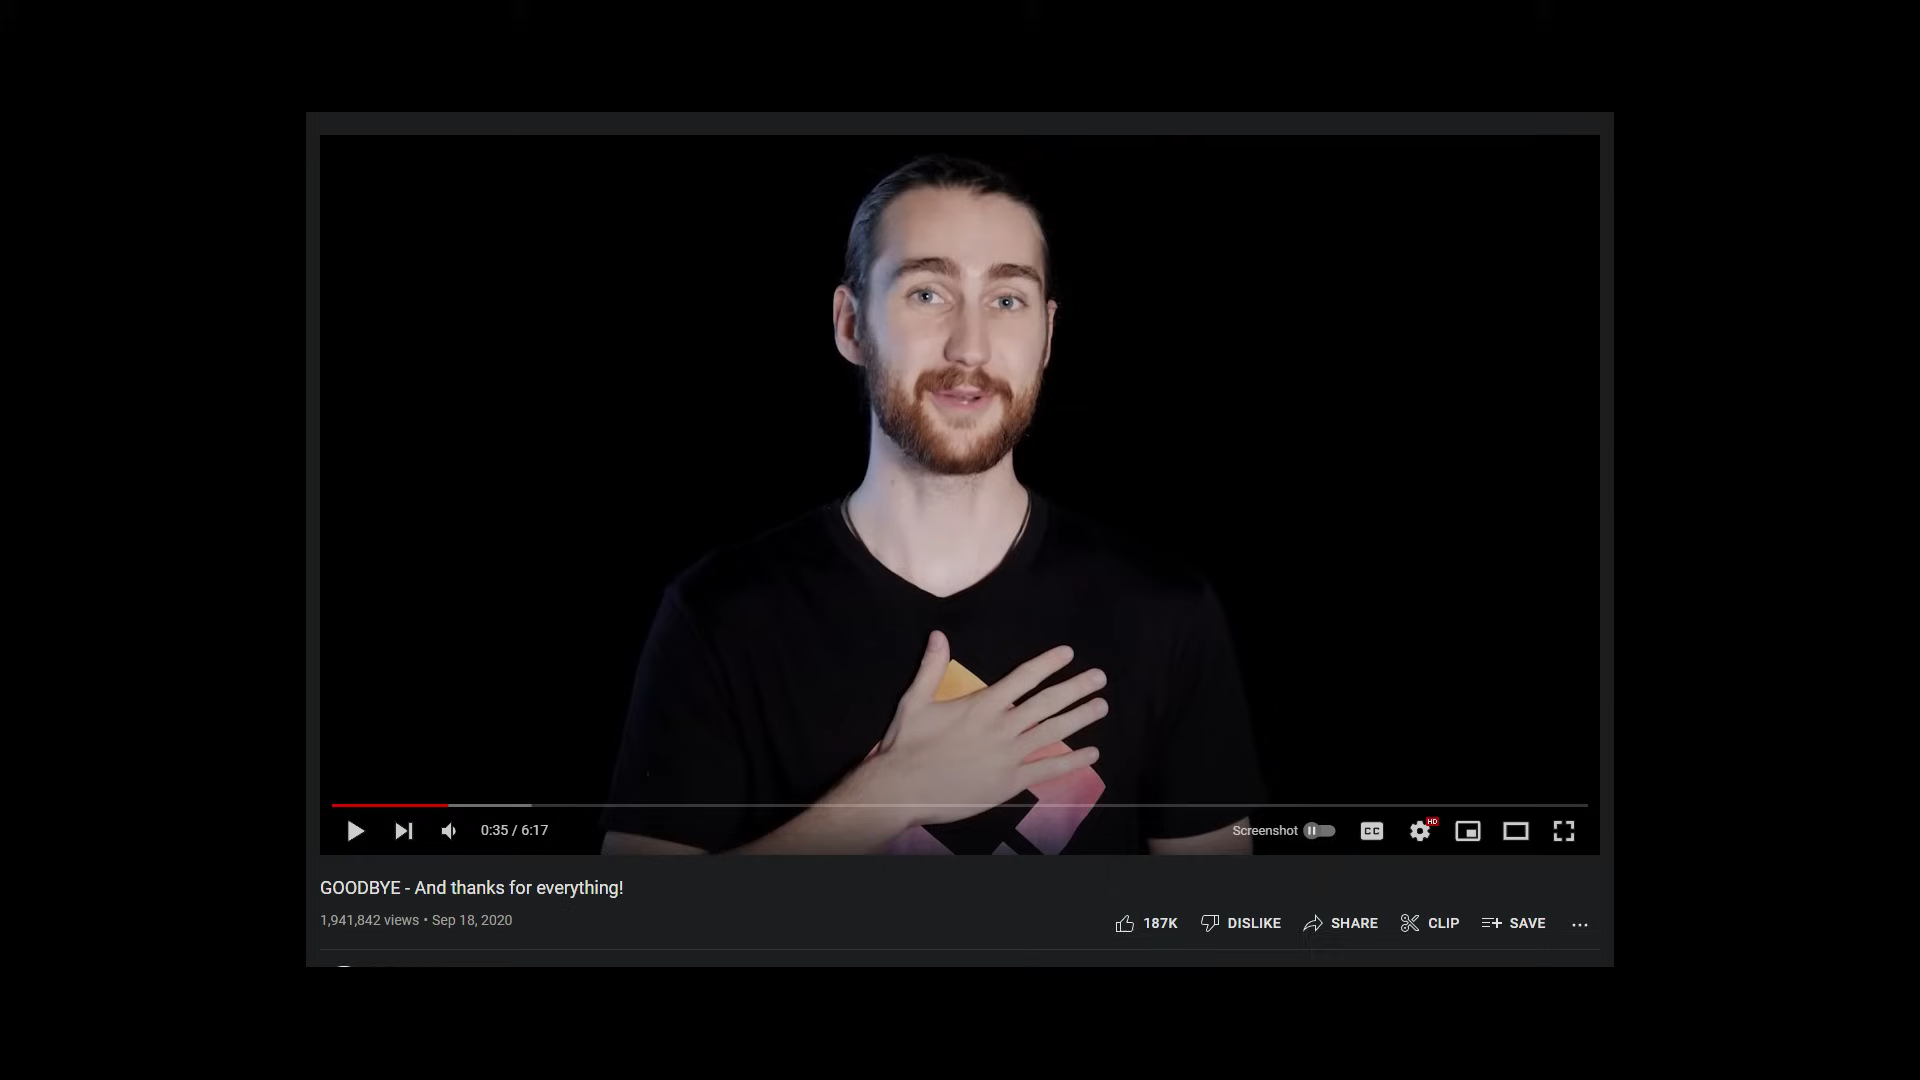 0:35 / 6:17
Screenshot
CC
HD
GOODBYE - And thanks for everything!
1,941,842 views • Sep 18, 2020
187K
DISLIKE
SHARE
CLIP
SAVE
...